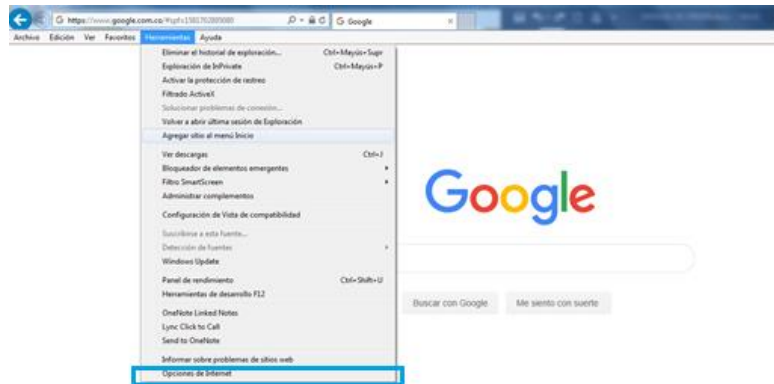 https://www.google.com.co
Google
Archivo Edición Ver Favoritos Herramientas Ayuda
Eliminar el historial de exploración... Ctrl+Mayús+Supr
Exploración de InPrivate Ctrl+Mayús+P
Activar la protección de rastreo
Filtrado ActiveX
Solucionar problemas de conexión...
Volver a abrir última sesión de Exploración
Agregar sitio al menú Inicio
Ver descargas Ctrl+J
Bloqueador de elementos emergentes
Filtro SmartScreen
Administrar complementos
Configuración de Vista de compatibilidad
Suscribirse a esta fuente...
Detección de fuentes
Windows Update
Panel de rendimiento Ctrl+Shift+U
Herramientas de desarrollo F12
OneNote Linked Notes
Lync Click to Call
Send to OneNote
Informar sobre problemas de sitios web
Opciones de Internet
Google
Buscar con Google Me siento con suerte